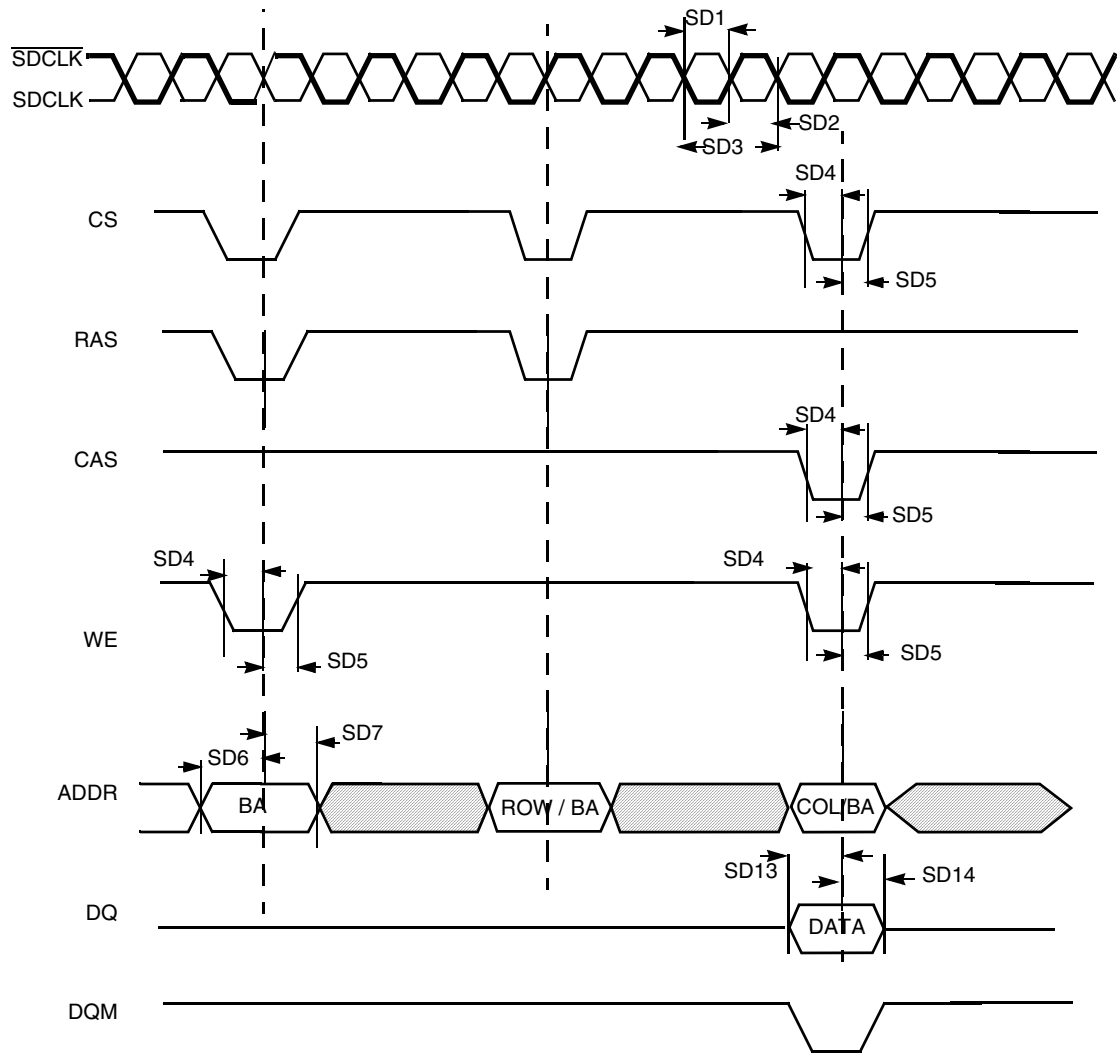 SD1
SDCLK
SDCLK
SD2
SD3
SD4
CS
SD5
RAS
SD4
CAS
SD5
SD4
SD4
WE
SD5
SD5
SD7
SD6
ADDR
BA
ROW / BA
COL/BA
SD13
SD14
DQ
DATA
DQM